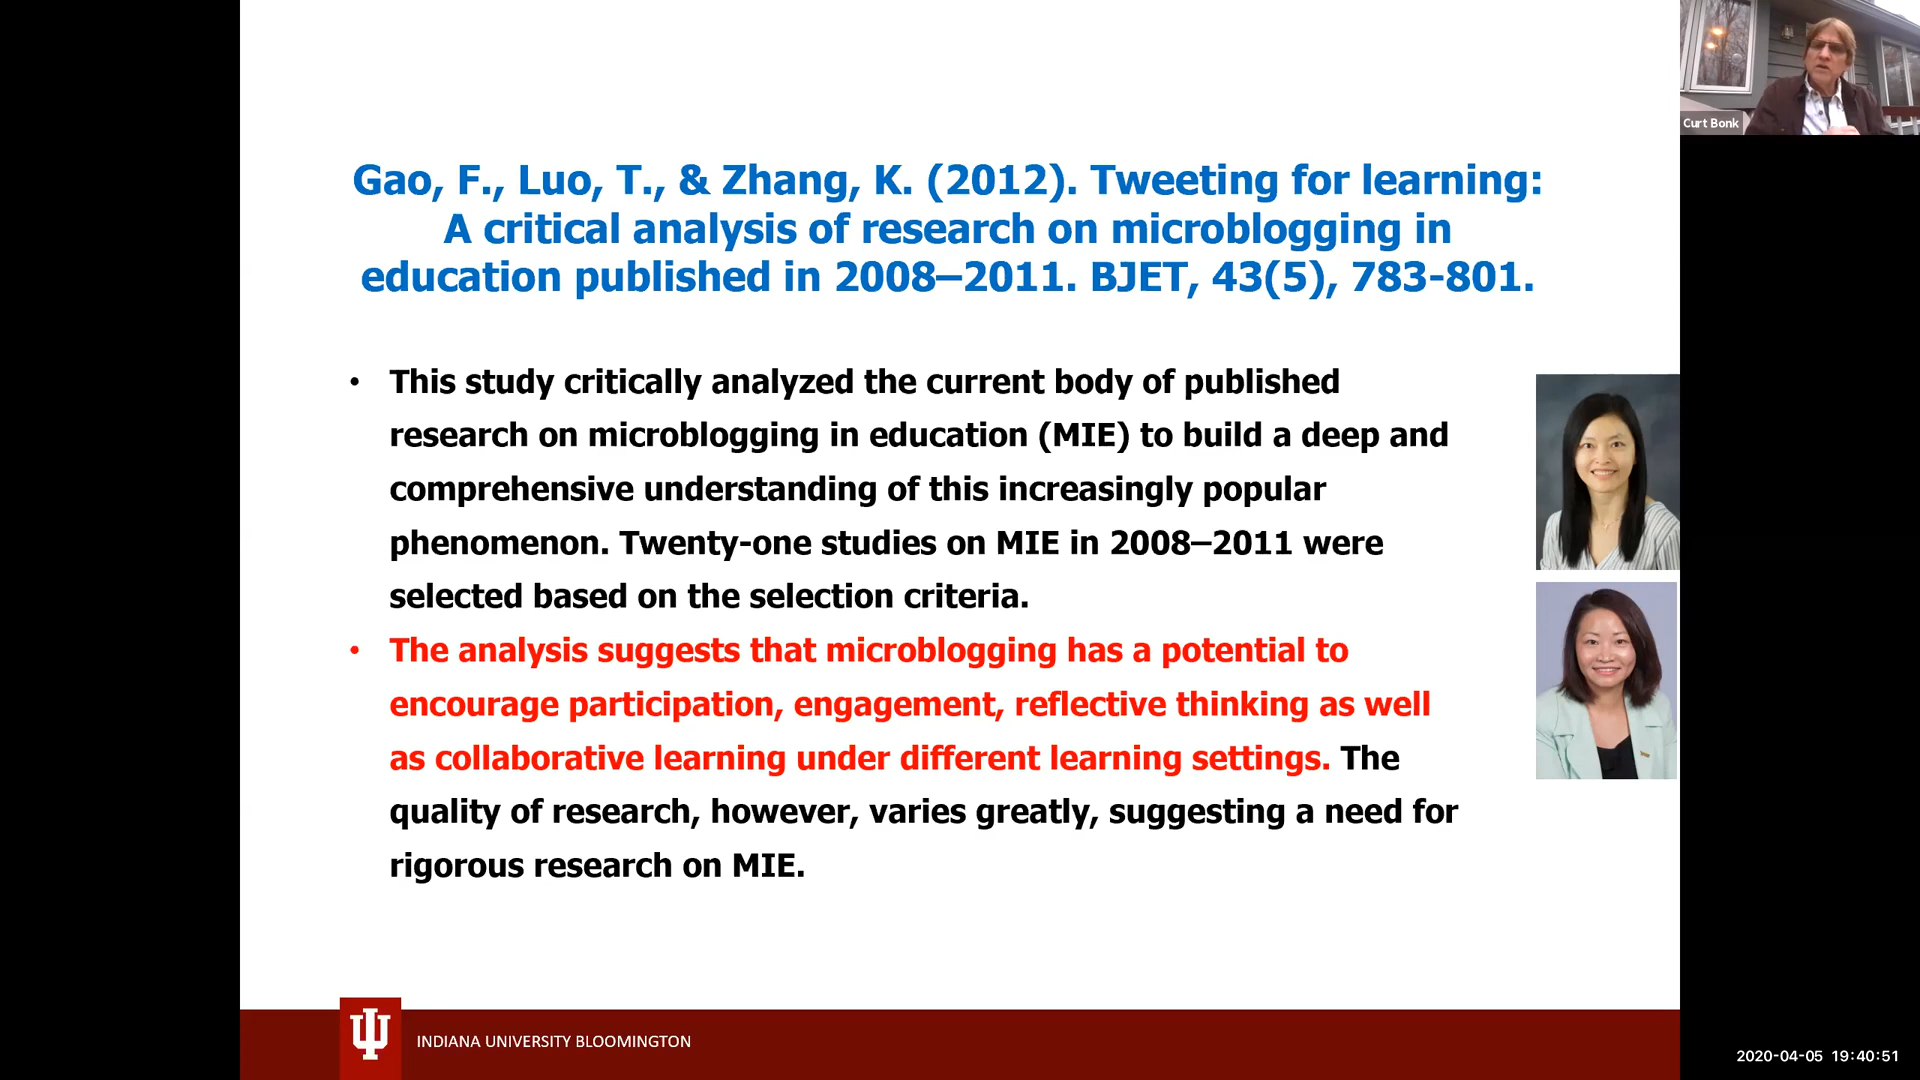 Curt Bonk
Gao, F., Luo, T., & Zhang, K. (2012). Tweeting for learning:
A critical analysis of research on microblogging in
education published in 2008–2011. BJET, 43(5), 783-801.
• This study critically analyzed the current body of published
research on microblogging in education (MIE) to build a deep and
comprehensive understanding of this increasingly popular
phenomenon. Twenty-one studies on MIE in 2008–2011 were
selected based on the selection criteria.
• The analysis suggests that microblogging has a potential to
encourage participation, engagement, reflective thinking as well
as collaborative learning under different learning settings. The
quality of research, however, varies greatly, suggesting a need for
rigorous research on MIE.
INDIANA UNIVERSITY BLOOMINGTON
2020-04-05 19:40:51